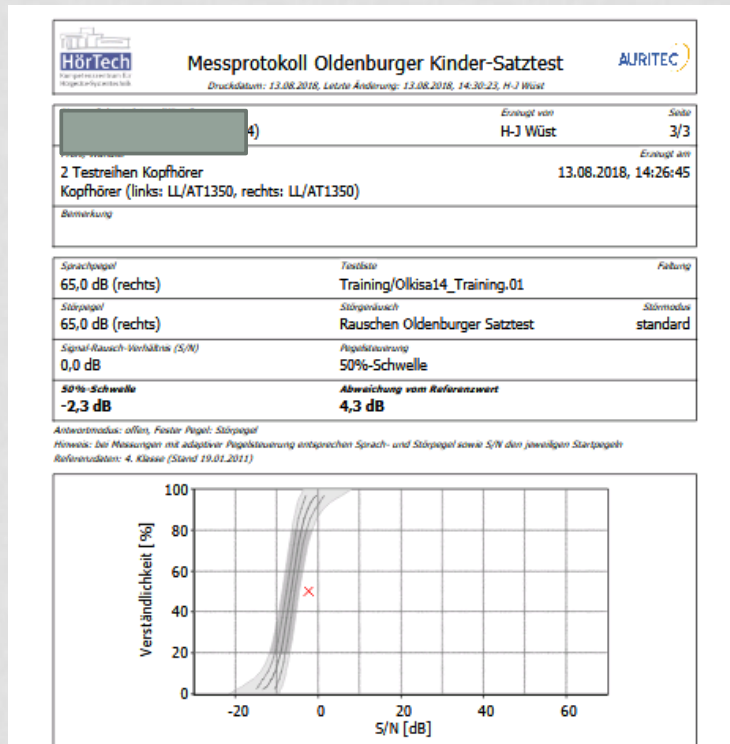 HörTech
Kompetenzzentrum für
Hörgeräte-Systemtechnik
Messprotokoll Oldenburger Kinder-Satztest
AURITEC
Druckdatum: 13.08.2018, Letzte Änderung: 13.08.2018, 14:30:23, H-J Wüst
Erzeugt von
Seite
4)
H-J Wüst
3/3
Erzeugt am
2 Testreihen Kopfhörer
13.08.2018, 14:26:45
Kopfhörer (links: LL/AT1350, rechts: LL/AT1350)
Bemerkung
Sprachpegel
Testliste
Faltung
65,0 dB (rechts)
Training/Olkisa14_Training.01
Störpegel
Störgeräusch
Störmodus
65,0 dB (rechts)
Rauschen Oldenburger Satztest
standard
Signal-Rausch-Verhältnis (S/N)
Pegelsteuerung
0,0 dB
50%-Schwelle
50%-Schwelle
Abweichung vom Referenzwert
-2,3 dB
4,3 dB
Antwortmodus: offen, Fester Pegel: Störpegel
Hinweis: bei Messungen mit adaptiver Pegelsteuerung entsprechen Sprach- und Störpegel sowie S/N den jeweiligen Startpegeln
Referenzdaten: 4. Klasse (Stand 19.01.2011)
Verständlichkeit [%]
100
80
60
40
20
0
-20
0
20
40
60
S/N [dB]